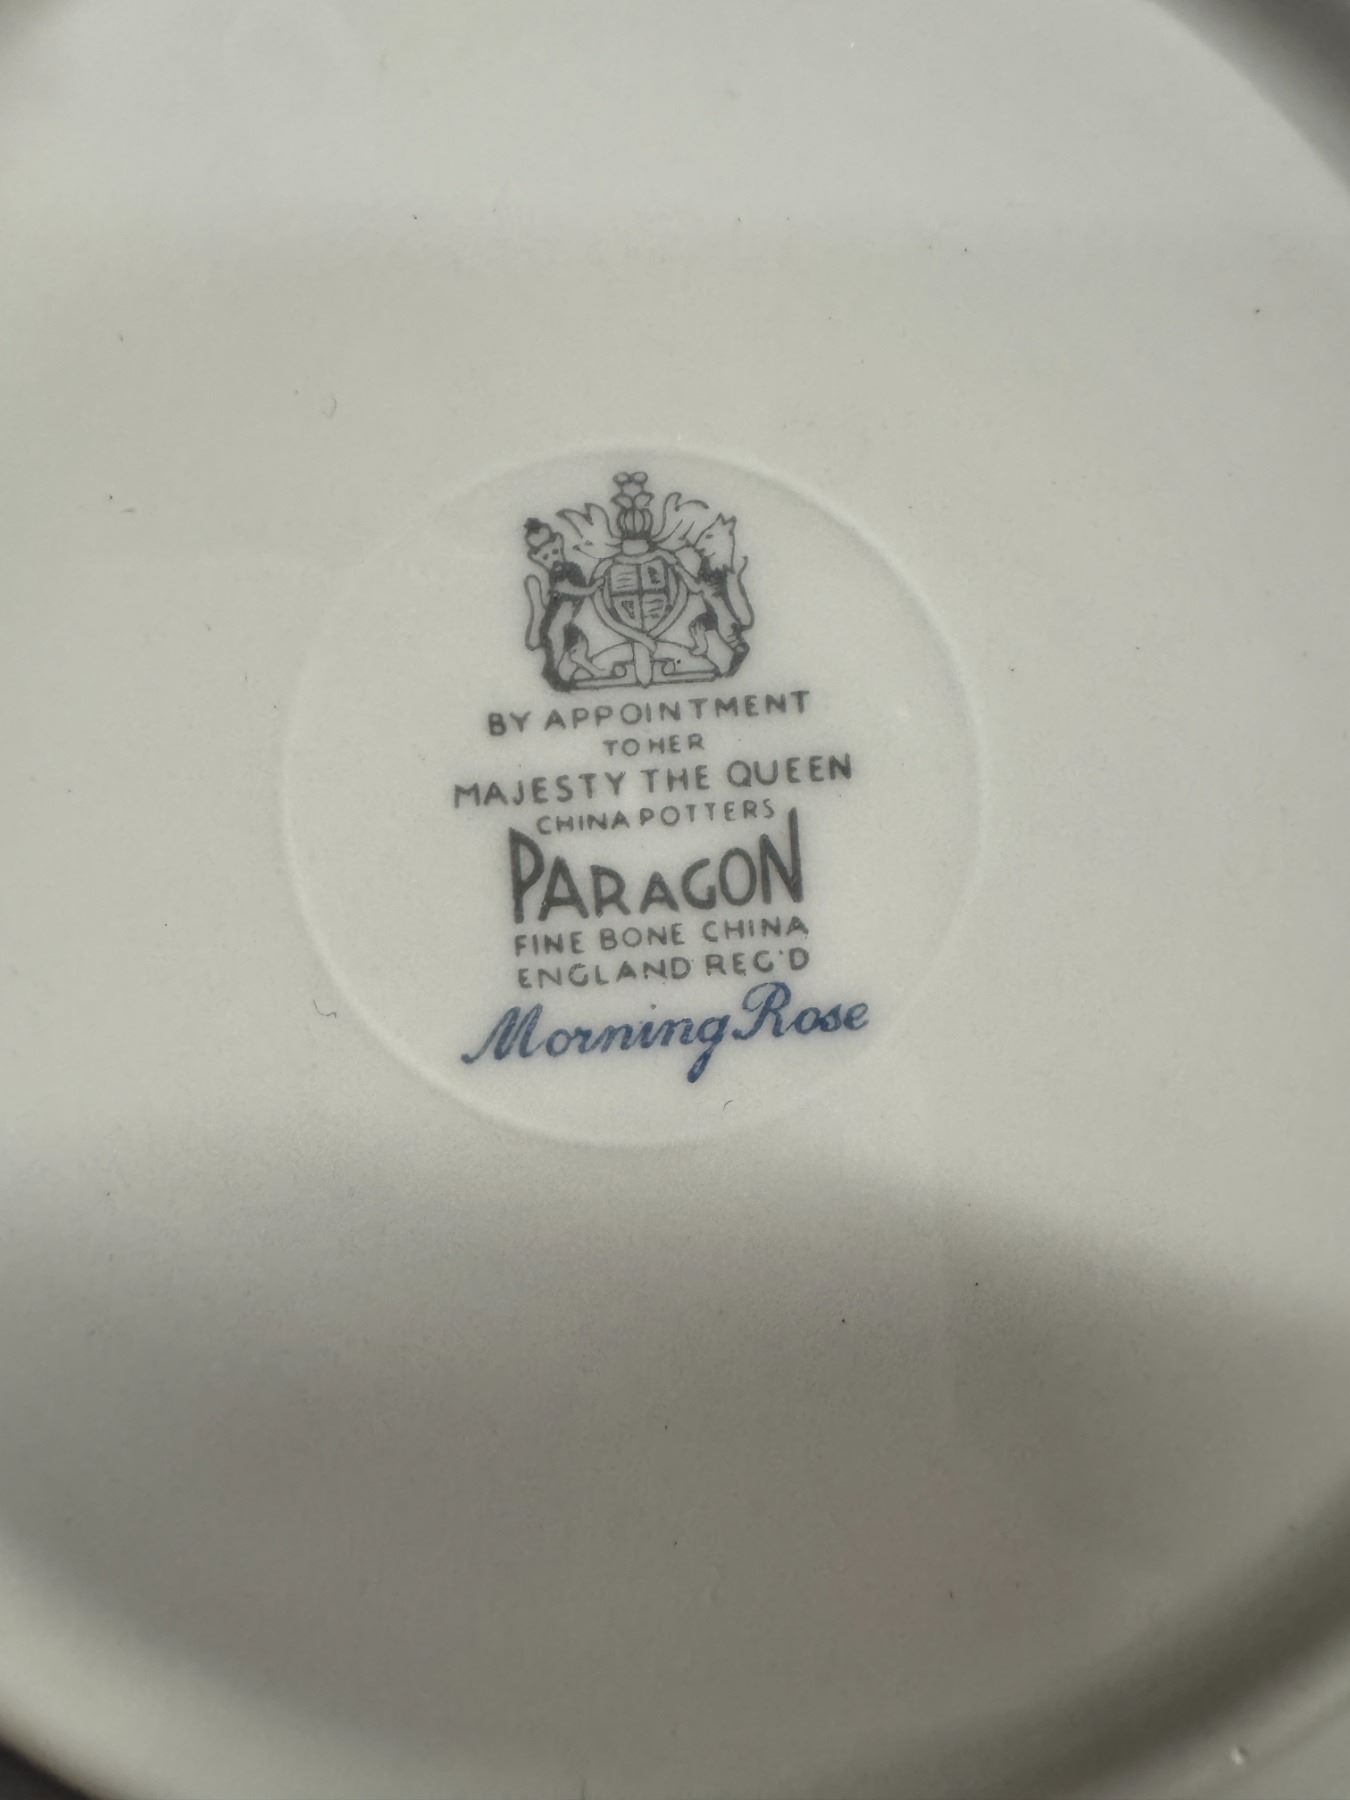 BY APPOINTMENT
TO HER
MAJESTY THE QUEEN
CHINA POTTERS
PARAGON
FINE BONE CHINA
ENGLAND REG'D
Morning Rose